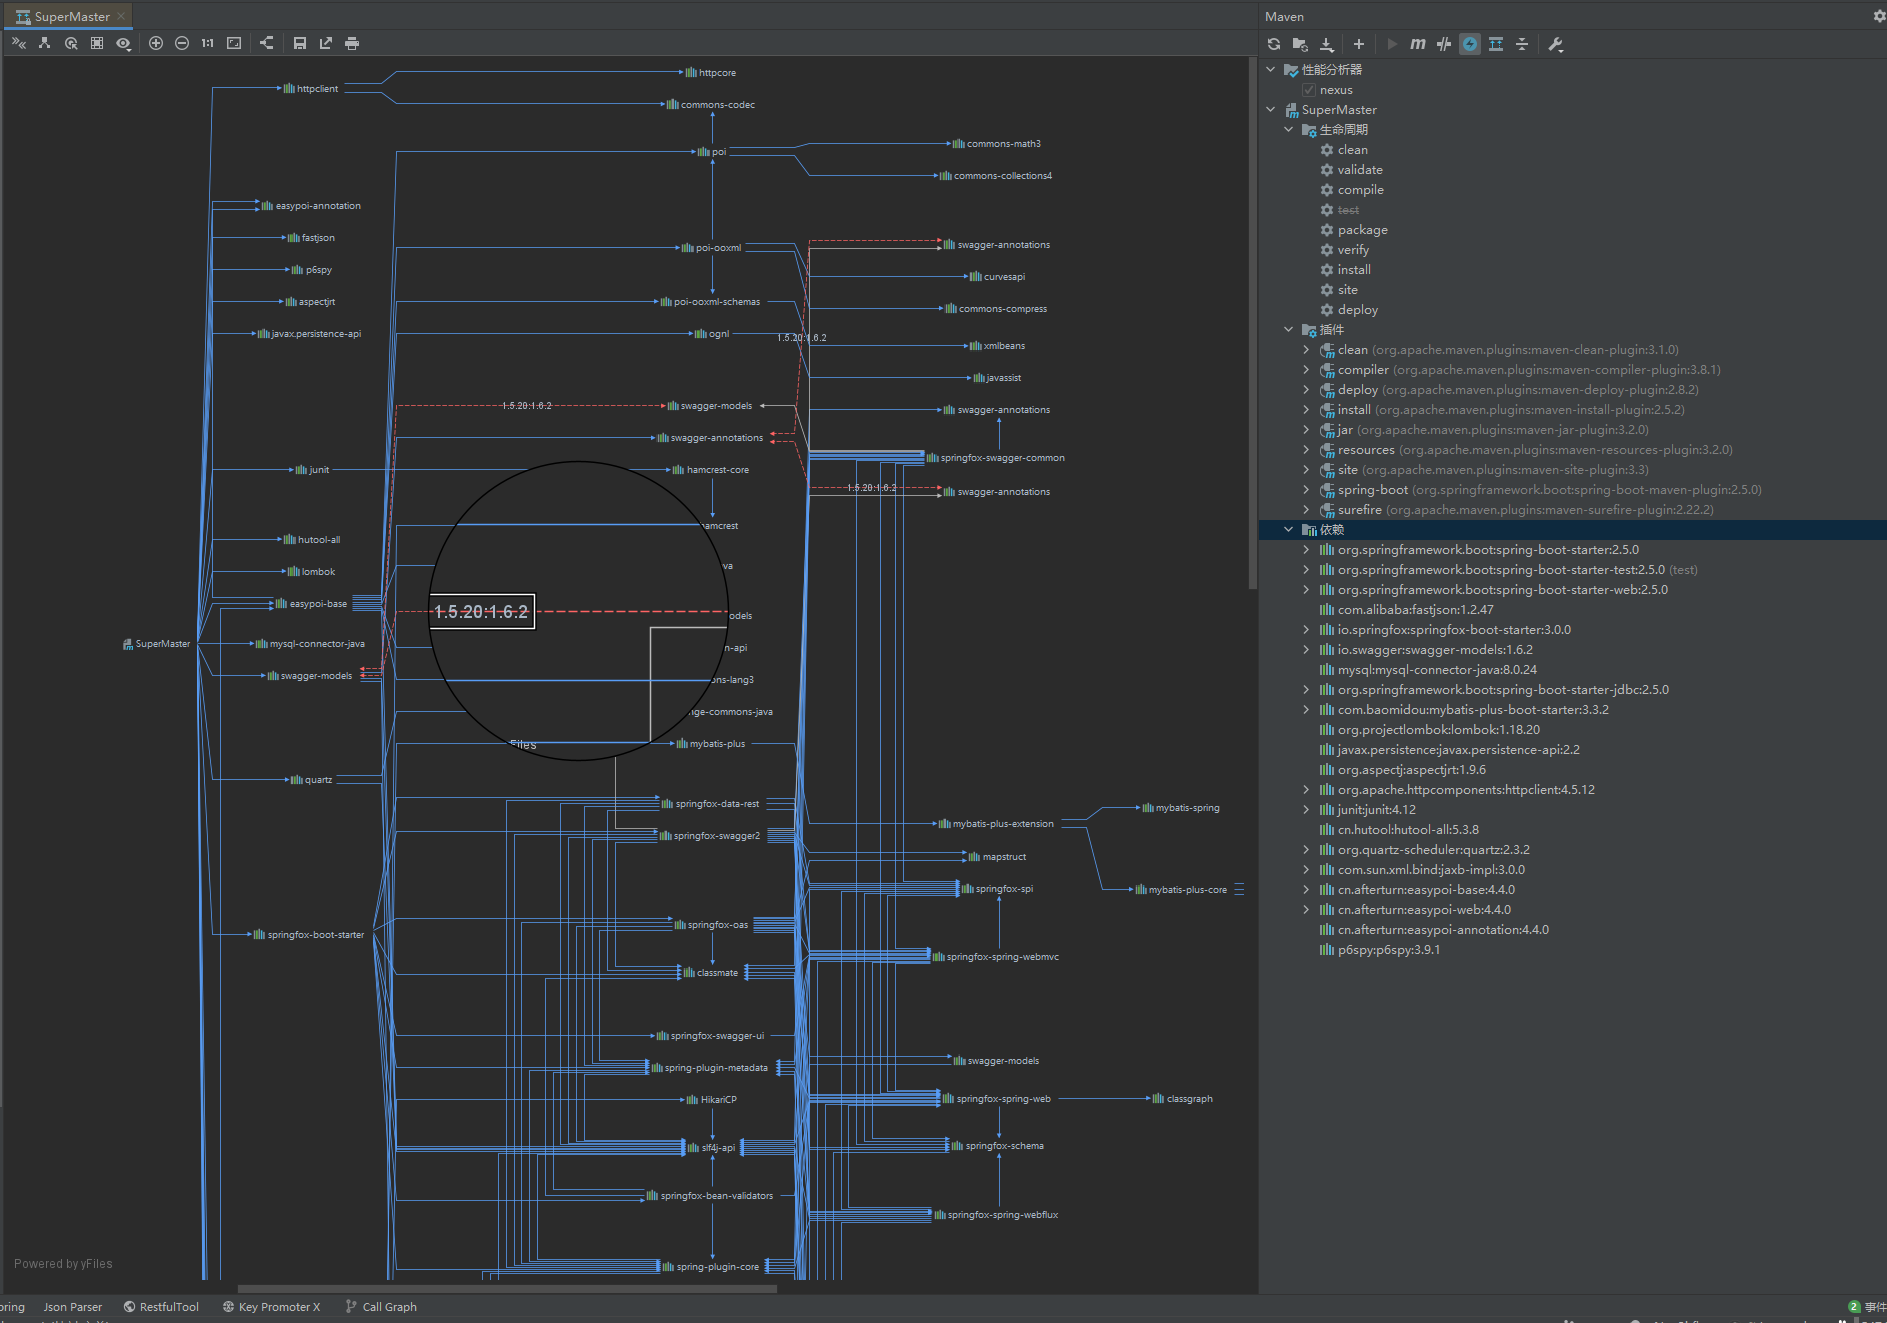 SuperMaster
httpclient
httpcore
commons-codec
poi
commons-math3
commons-collections4
easypoi-annotation
fastjson
poi-ooxml
swagger-annotations
p6spy
curvesapi
aspectjrt
poi-ooxml-schemas
commons-compress
javax.persistence-api
ognl
1.5.20:1.6.2
xmlbeans
javassist
1.5.20:1.6.2
swagger-models
swagger-annotations
swagger-annotations
springfox-swagger-common
junit
hamcrest-core
1.5.20:1.6.2
swagger-annotations
hamcrest
hutool-all
va
lombok
easypoi-base
1.5.20:1.6.2
odels
SuperMaster
mysql-connector-java
n-api
swagger-models
ons-lang3
nge-commons-java
Files
mybatis-plus
quartz
springfox-data-rest
mybatis-spring
springfox-swagger2
mybatis-plus-extension
mapstruct
springfox-spi
mybatis-plus-core
springfox-boot-starter
springfox-oas
classmate
springfox-spring-webmvc
springfox-swagger-ui
spring-plugin-metadata
swagger-models
HikariCP
springfox-spring-web
classgraph
slf4j-api
springfox-schema
springfox-bean-validators
springfox-spring-webflux
spring-plugin-core
Powered by yFiles
Maven
性能分析器
nexus
SuperMaster
生命周期
clean
validate
compile
test
package
verify
install
site
deploy
插件
clean (org.apache.maven.plugins:maven-clean-plugin:3.1.0)
compiler (org.apache.maven.plugins:maven-compiler-plugin:3.8.1)
deploy (org.apache.maven.plugins:maven-deploy-plugin:2.8.2)
install (org.apache.maven.plugins:maven-install-plugin:2.5.2)
jar (org.apache.maven.plugins:maven-jar-plugin:3.2.0)
resources (org.apache.maven.plugins:maven-resources-plugin:3.2.0)
site (org.apache.maven.plugins:maven-site-plugin:3.3)
spring-boot (org.springframework.boot:spring-boot-maven-plugin:2.5.0)
surefire (org.apache.maven.plugins:maven-surefire-plugin:2.22.2)
依赖
org.springframework.boot:spring-boot-starter:2.5.0
org.springframework.boot:spring-boot-starter-test:2.5.0 (test)
org.springframework.boot:spring-boot-starter-web:2.5.0
com.alibaba:fastjson:1.2.47
io.springfox:springfox-boot-starter:3.0.0
io.swagger:swagger-models:1.6.2
mysql:mysql-connector-java:8.0.24
org.springframework.boot:spring-boot-starter-jdbc:2.5.0
com.baomidou:mybatis-plus-boot-starter:3.3.2
org.projectlombok:lombok:1.18.20
javax.persistence:javax.persistence-api:2.2
org.aspectj:aspectjrt:1.9.6
org.apache.httpcomponents:httpclient:4.5.12
junit:junit:4.12
cn.hutool:hutool-all:5.3.8
org.quartz-scheduler:quartz:2.3.2
com.sun.xml.bind:jaxb-impl:3.0.0
cn.afterturn:easypoi-base:4.4.0
cn.afterturn:easypoi-web:4.4.0
cn.afterturn:easypoi-annotation:4.4.0
p6spy:p6spy:3.9.1
pring
Json Parser
RestfulTool
Key Promoter X
Call Graph
2 事件